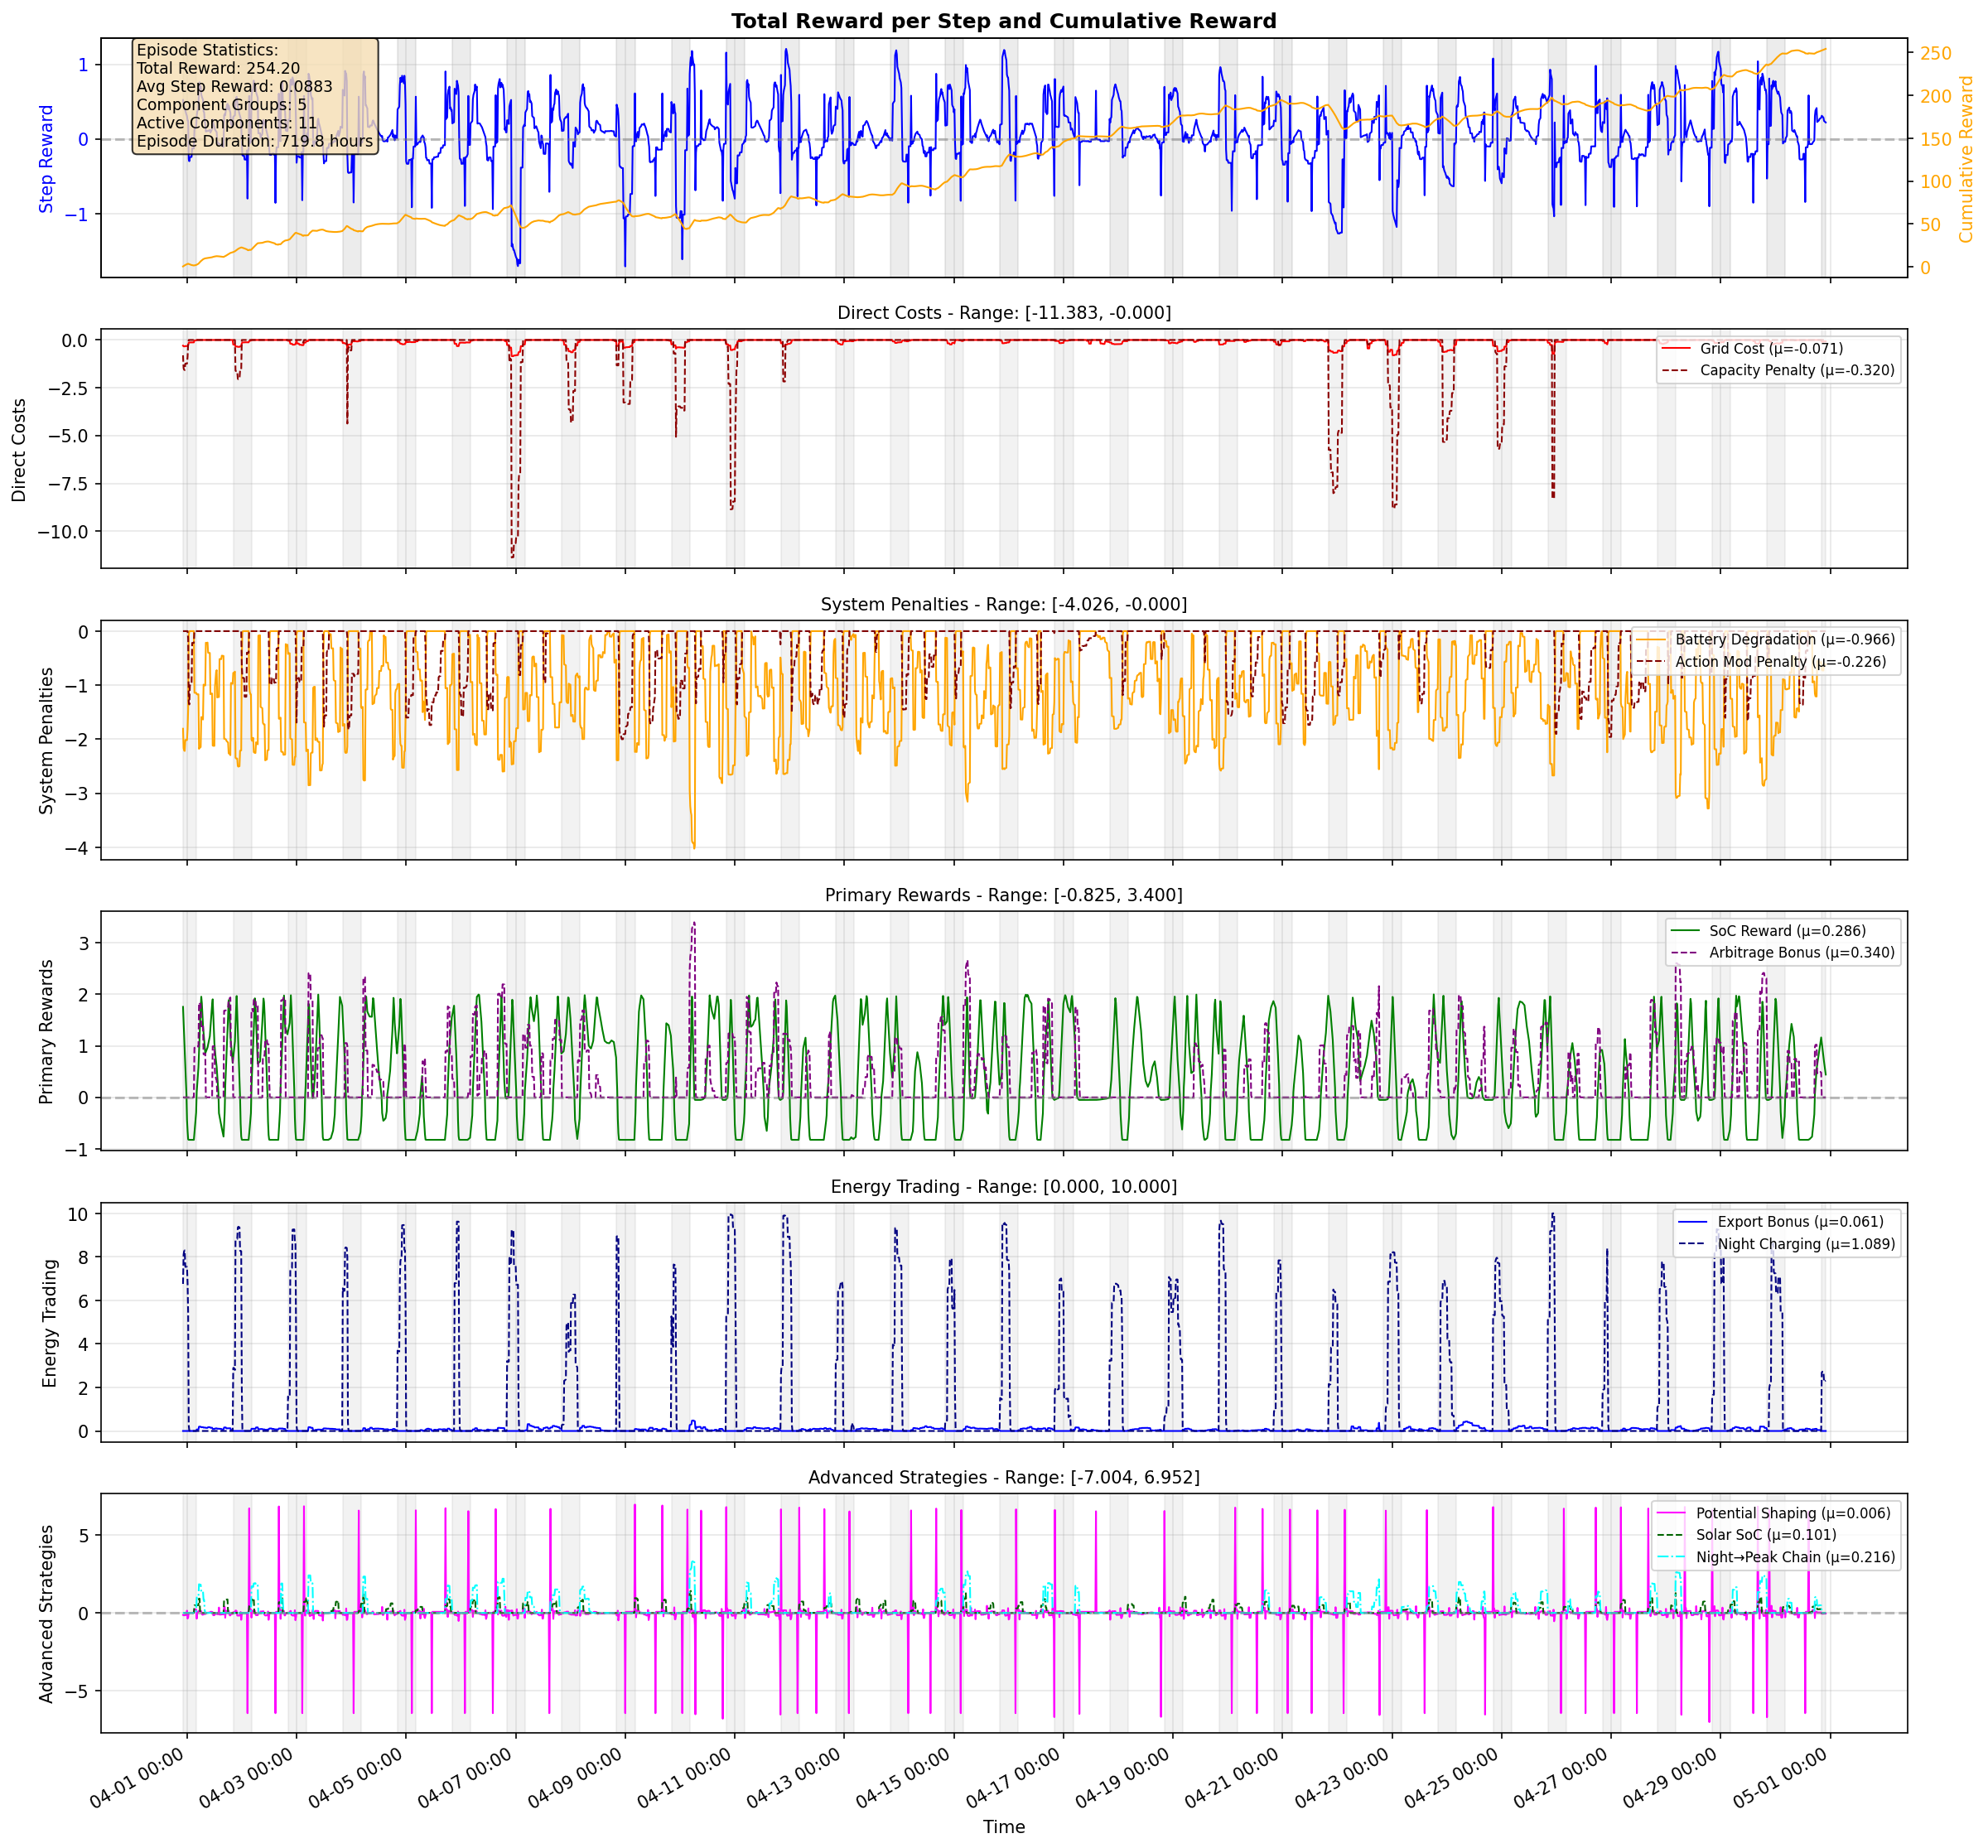 Total Reward per Step and Cumulative Reward
Episode Statistics:
Total Reward: 254.20
Avg Step Reward: 0.0883
Component Groups: 5
Active Components: 11
Episode Duration: 719.8 hours
Step Reward
1
0
−1
Cumulative Reward
250
200
150
100
50
0
Direct Costs - Range: [-11.383, -0.000]
Direct Costs
0.0
−2.5
−5.0
−7.5
−10.0
Grid Cost (μ=-0.071)
Capacity Penalty (μ=-0.320)
System Penalties - Range: [-4.026, -0.000]
System Penalties
0
−1
−2
−3
−4
Battery Degradation (μ=-0.966)
Action Mod Penalty (μ=-0.226)
Primary Rewards - Range: [-0.825, 3.400]
Primary Rewards
3
2
1
0
−1
SoC Reward (μ=0.286)
Arbitrage Bonus (μ=0.340)
Energy Trading - Range: [0.000, 10.000]
Energy Trading
10
8
6
4
2
0
Export Bonus (μ=0.061)
Night Charging (μ=1.089)
Advanced Strategies - Range: [-7.004, 6.952]
Advanced Strategies
5
0
−5
Potential Shaping (μ=0.006)
Solar SoC (μ=0.101)
Night→Peak Chain (μ=0.216)
04-01 00:00
04-03 00:00
04-05 00:00
04-07 00:00
04-09 00:00
04-11 00:00
04-13 00:00
04-15 00:00
04-17 00:00
04-19 00:00
04-21 00:00
04-23 00:00
04-25 00:00
04-27 00:00
04-29 00:00
05-01 00:00
Time